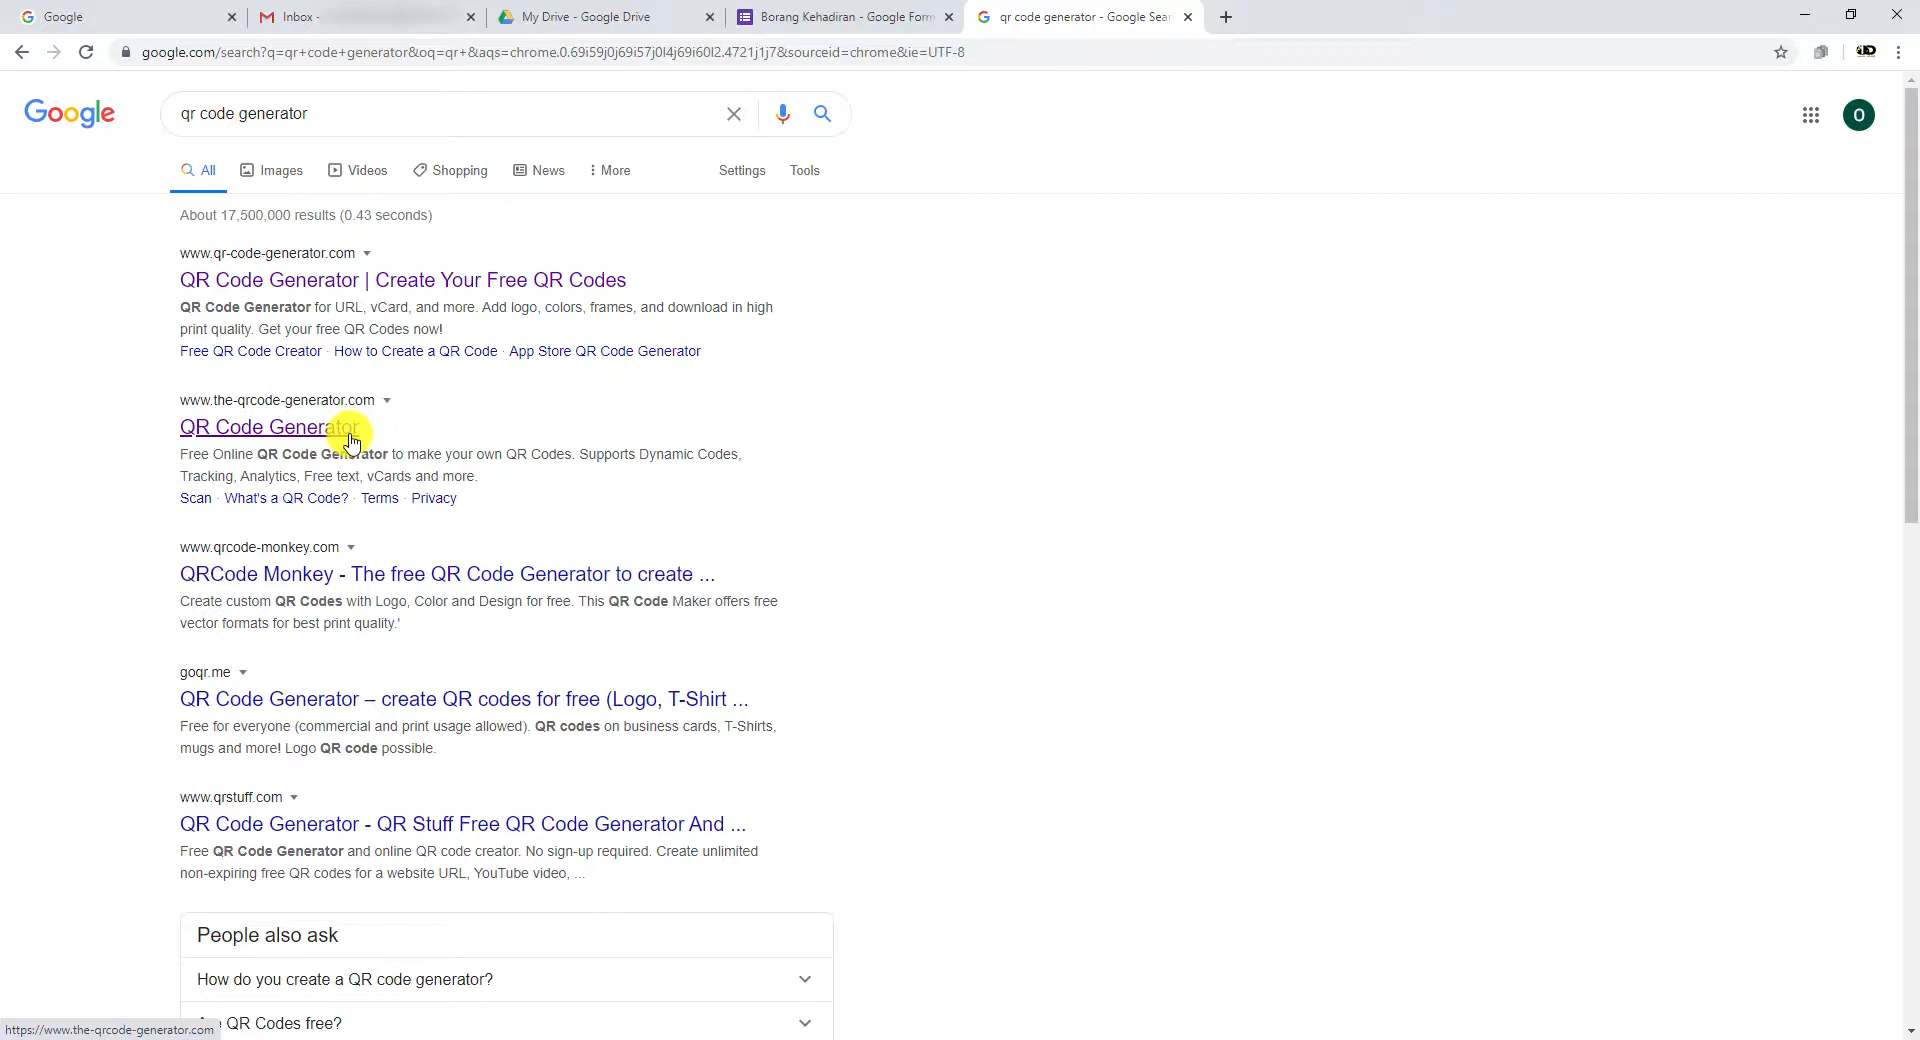 Google
Inbox -
My Drive - Google Drive
Borang Kehadiran - Google Form
qr code generator - Google Sear
google.com/search?q=qr+code+generator&oq=qr+&aqs=chrome.0.69i59j0j69i57j0l4j69i60l2.4721j1j7&sourceid=chrome&ie=UTF-8
Google
qr code generator
O
All
Images
Videos
Shopping
News
More
Settings
Tools
About 17,500,000 results (0.43 seconds)
www.qr-code-generator.com
QR Code Generator | Create Your Free QR Codes
QR Code Generator for URL, vCard, and more. Add logo, colors, frames, and download in high
print quality. Get your free QR Codes now!
Free QR Code Creator · How to Create a QR Code · App Store QR Code Generator
www.the-qrcode-generator.com
QR Code Generator
Free Online QR Code Generator to make your own QR Codes. Supports Dynamic Codes,
Tracking, Analytics, Free text, vCards and more.
Scan · What's a QR Code? · Terms · Privacy
www.qrcode-monkey.com
QRCode Monkey - The free QR Code Generator to create ...
Create custom QR Codes with Logo, Color and Design for free. This QR Code Maker offers free
vector formats for best print quality.'
goqr.me
QR Code Generator – create QR codes for free (Logo, T-Shirt ...
Free for everyone (commercial and print usage allowed). QR codes on business cards, T-Shirts,
mugs and more! Logo QR code possible.
www.qrstuff.com
QR Code Generator - QR Stuff Free QR Code Generator And ...
Free QR Code Generator and online QR code creator. No sign-up required. Create unlimited
non-expiring free QR codes for a website URL, YouTube video, ...
People also ask
How do you create a QR code generator?
QR Codes free?
https://www.the-qrcode-generator.com